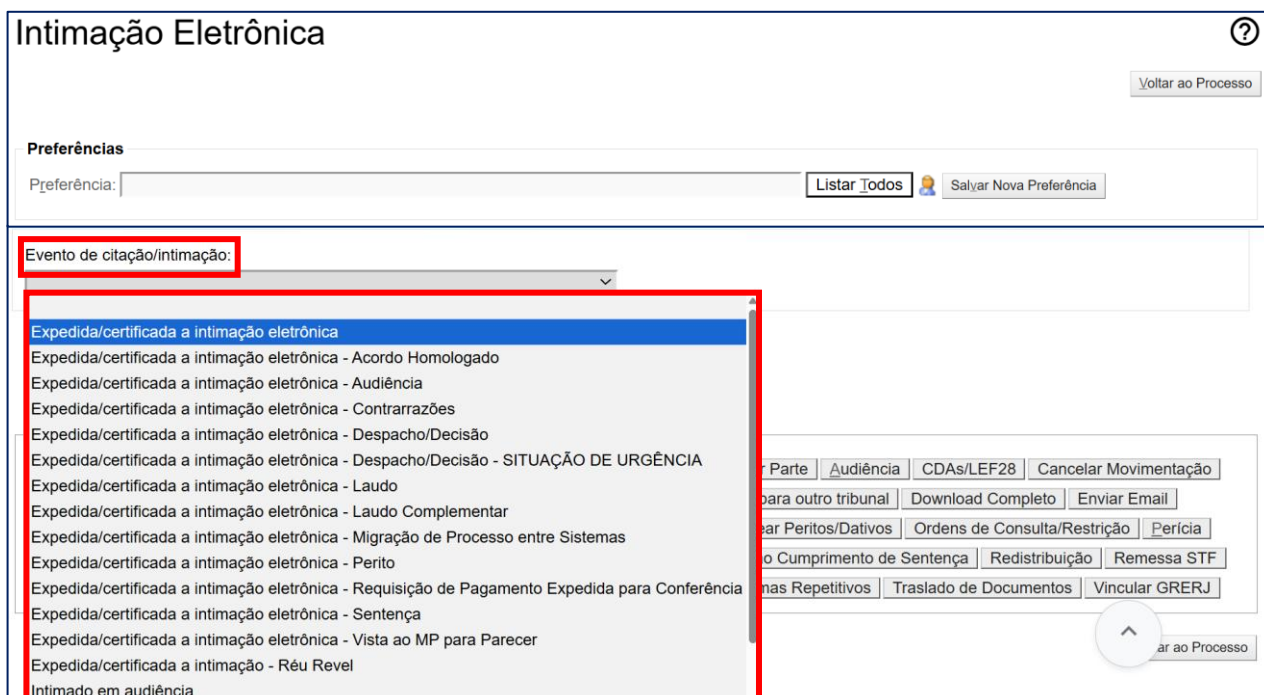 Intimação Eletrônica
Voltar ao Processo
Preferências
Preferência:
Listar Todos
Salvar Nova Preferência
Evento de citação/intimação:
Expedida/certificada a intimação eletrônica
Expedida/certificada a intimação eletrônica - Acordo Homologado
Expedida/certificada a intimação eletrônica - Audiência
Expedida/certificada a intimação eletrônica - Contrarrazões
Expedida/certificada a intimação eletrônica - Despacho/Decisão
Expedida/certificada a intimação eletrônica - Despacho/Decisão - SITUAÇÃO DE URGÊNCIA
Expedida/certificada a intimação eletrônica - Laudo
Expedida/certificada a intimação eletrônica - Laudo Complementar
Expedida/certificada a intimação eletrônica - Migração de Processo entre Sistemas
Expedida/certificada a intimação eletrônica - Perito
Expedida/certificada a intimação eletrônica - Requisição de Pagamento Expedida para Conferência
Expedida/certificada a intimação eletrônica - Sentença
Expedida/certificada a intimação eletrônica - Vista ao MP para Parecer
Expedida/certificada a intimação - Réu Revel
Intimado em audiência
Parte Audiência CDAs/LEF28 Cancelar Movimentação
para outro tribunal Download Completo Enviar Email
Peritos/Dativos Ordens de Consulta/Restrição Perícia
Cumprimento de Sentença Redistribuição Remessa STF
Repetitivos Traslado de Documentos Vincular GRERJ
ao Processo